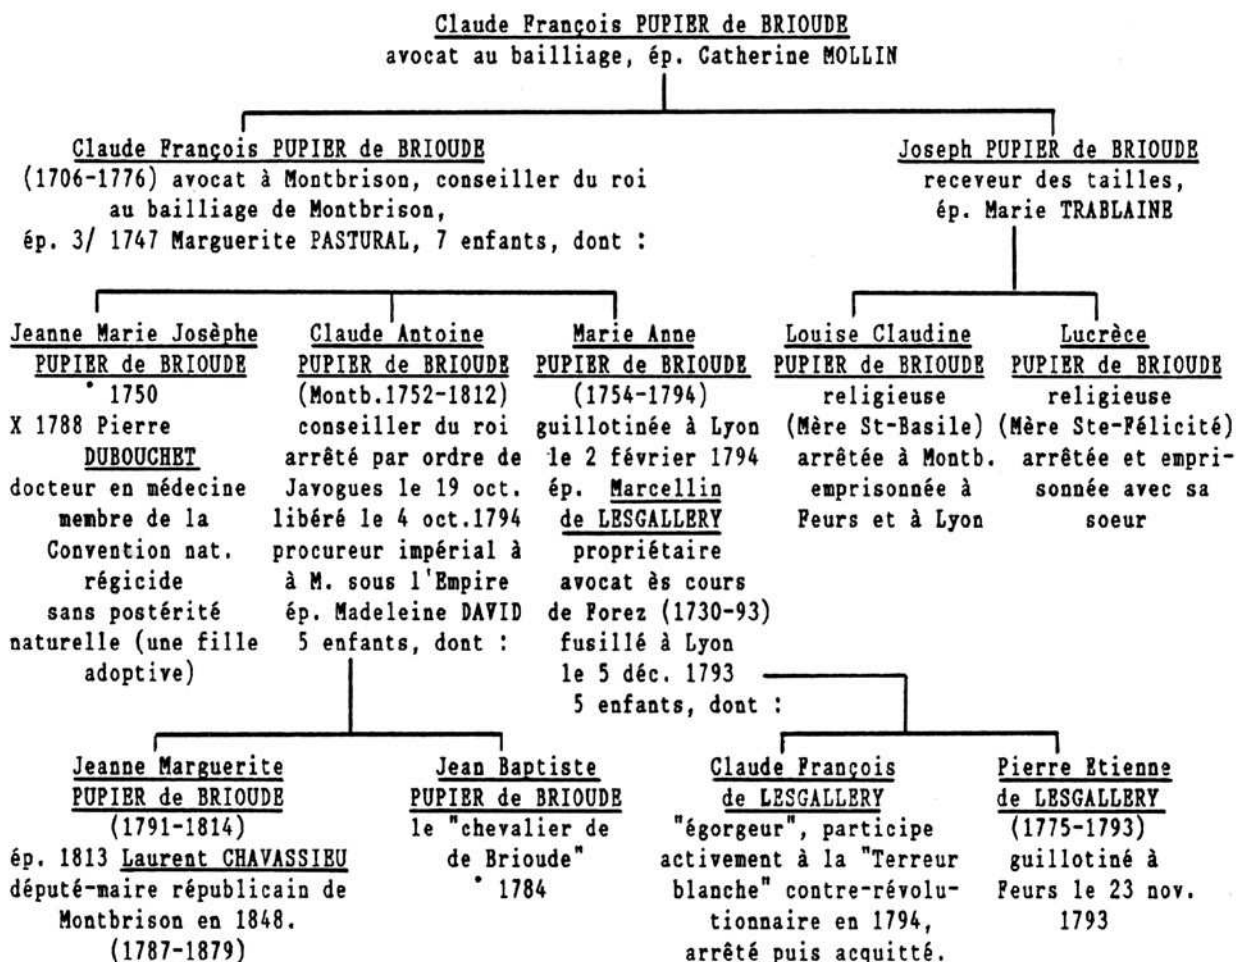 Claude François PUPIER de BRIOUDE
avocat au bailliage, ép. Catherine MOLLIN
Claude François PUPIER de BRIOUDE
(1706-1776) avocat à Montbrison, conseiller du roi
au bailliage de Montbrison,
ép. 3/ 1747 Marguerite PASTURAL, 7 enfants, dont :
Joseph PUPIER de BRIOUDE
receveur des tailles,
ép. Marie TRABLAINE
Jeanne Marie Josèphe
PUPIER de BRIOUDE
° 1750
X 1788 Pierre
DUBOUCHET
docteur en médecine
membre de la
Convention nat.
régicide
sans postérité
naturelle (une fille
adoptive)
Claude Antoine
PUPIER de BRIOUDE
(Montb.1752-1812)
conseiller du roi
arrêté par ordre de
Javogues le 19 oct.
libéré le 4 oct.1794
procureur impérial à
à M. sous l'Empire
ép. Madeleine DAVID
5 enfants, dont :
Marie Anne
PUPIER de BRIOUDE
(1754-1794)
guillotinée à Lyon
le 2 février 1794
ép. Marcellin
de LESGALLERY
propriétaire
avocat ès cours
de Forez (1730-93)
fusillé à Lyon
le 5 déc. 1793
5 enfants, dont :
Louise Claudine
PUPIER de BRIOUDE
religieuse
(Mère St-Basile)
arrêtée à Montb.
emprisonnée à
Feurs et à Lyon
Lucrèce
PUPIER de BRIOUDE
religieuse
(Mère Ste-Félicité)
arrêtée et empri-
sonnée avec sa
soeur
Jeanne Marguerite
PUPIER de BRIOUDE
(1791-1814)
ép. 1813 Laurent CHAVASSIEU
député-maire républicain de
Montbrison en 1848.
(1787-1879)
Jean Baptiste
PUPIER de BRIOUDE
le "chevalier de
de Brioude"
° 1784
Claude François
de LESGALLERY
"égorgeur", participe
activement à la "Terreur
blanche" contre-révolu-
tionnaire en 1794,
arrêté puis acquitté.
Pierre Etienne
de LESGALLERY
(1775-1793)
guillotiné à
Feurs le 23 nov.
1793